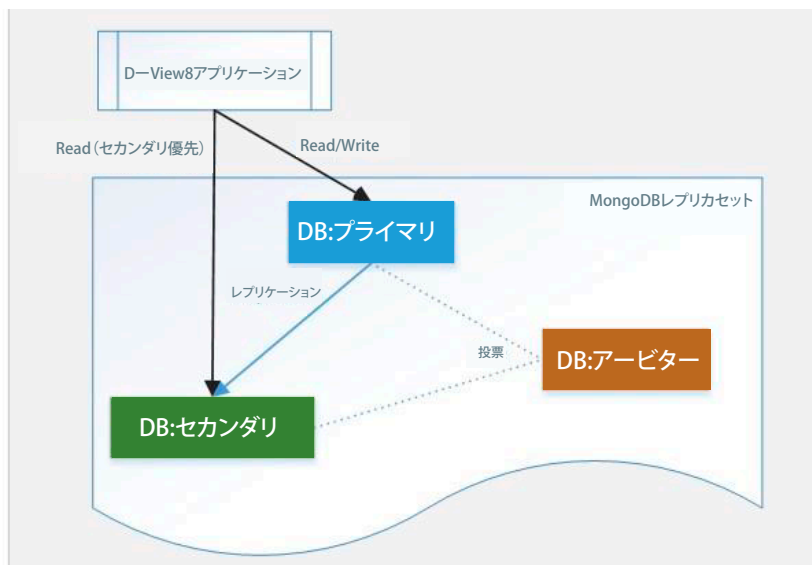 DーView8アプリケーション
Read（セカンダリ優先）
Read/Write
MongoDBレプリカセット
DB:プライマリ
レプリケーション
投票
DB:アービター
DB:セカンダリ